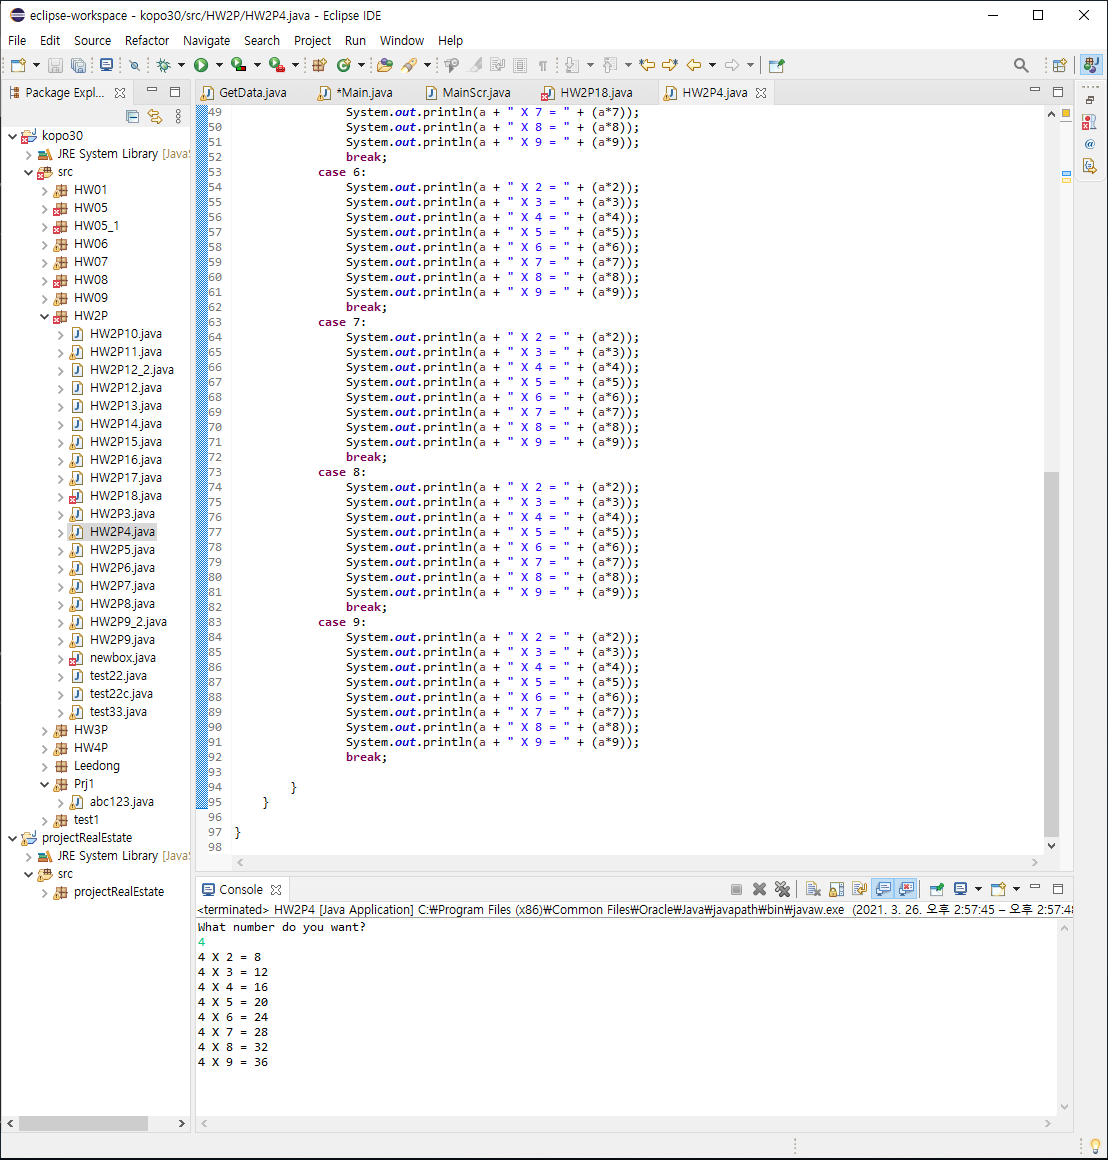 eclipse-workspace - kopo30/src/HW2P/HW2P4.java - Eclipse IDE
File Edit Source Refactor Navigate Search Project Run Window Help
Package Expl...
GetData.java *Main.java MainScr.java HW2P18.java HW2P4.java
kopo30
JRE System Library [JavaS
src
HW01
HW05
HW05_1
HW06
HW07
HW08
HW09
HW2P
HW2P10.java
HW2P11.java
HW2P12_2.java
HW2P12.java
HW2P13.java
HW2P14.java
HW2P15.java
HW2P16.java
HW2P17.java
HW2P18.java
HW2P3.java
HW2P4.java
HW2P5.java
HW2P6.java
HW2P7.java
HW2P8.java
HW2P9_2.java
HW2P9.java
newbox.java
test22.java
test22c.java
test33.java
HW3P
HW4P
Leedong
Prj1
abc123.java
test1
projectRealEstate
JRE System Library [JavaS
src
projectRealEstate
49 System.out.println(a + " X 7 = " + (a*7));
50 System.out.println(a + " X 8 = " + (a*8));
51 System.out.println(a + " X 9 = " + (a*9));
52 break;
53 case 6:
54 System.out.println(a + " X 2 = " + (a*2));
55 System.out.println(a + " X 3 = " + (a*3));
56 System.out.println(a + " X 4 = " + (a*4));
57 System.out.println(a + " X 5 = " + (a*5));
58 System.out.println(a + " X 6 = " + (a*6));
59 System.out.println(a + " X 7 = " + (a*7));
60 System.out.println(a + " X 8 = " + (a*8));
61 System.out.println(a + " X 9 = " + (a*9));
62 break;
63 case 7:
64 System.out.println(a + " X 2 = " + (a*2));
65 System.out.println(a + " X 3 = " + (a*3));
66 System.out.println(a + " X 4 = " + (a*4));
67 System.out.println(a + " X 5 = " + (a*5));
68 System.out.println(a + " X 6 = " + (a*6));
69 System.out.println(a + " X 7 = " + (a*7));
70 System.out.println(a + " X 8 = " + (a*8));
71 System.out.println(a + " X 9 = " + (a*9));
72 break;
73 case 8:
74 System.out.println(a + " X 2 = " + (a*2));
75 System.out.println(a + " X 3 = " + (a*3));
76 System.out.println(a + " X 4 = " + (a*4));
77 System.out.println(a + " X 5 = " + (a*5));
78 System.out.println(a + " X 6 = " + (a*6));
79 System.out.println(a + " X 7 = " + (a*7));
80 System.out.println(a + " X 8 = " + (a*8));
81 System.out.println(a + " X 9 = " + (a*9));
82 break;
83 case 9:
84 System.out.println(a + " X 2 = " + (a*2));
85 System.out.println(a + " X 3 = " + (a*3));
86 System.out.println(a + " X 4 = " + (a*4));
87 System.out.println(a + " X 5 = " + (a*5));
88 System.out.println(a + " X 6 = " + (a*6));
89 System.out.println(a + " X 7 = " + (a*7));
90 System.out.println(a + " X 8 = " + (a*8));
91 System.out.println(a + " X 9 = " + (a*9));
92 break;
93
94 }
95 }
96
97 }
98
Console
<terminated> HW2P4 [Java Application] C:₩Program Files (x86)₩Common Files₩Oracle₩Java₩javapath₩bin₩javaw.exe (2021. 3. 26. 오후 2:57:45 – 오후 2:57:48
What number do you want?
4
4 X 2 = 8
4 X 3 = 12
4 X 4 = 16
4 X 5 = 20
4 X 6 = 24
4 X 7 = 28
4 X 8 = 32
4 X 9 = 36